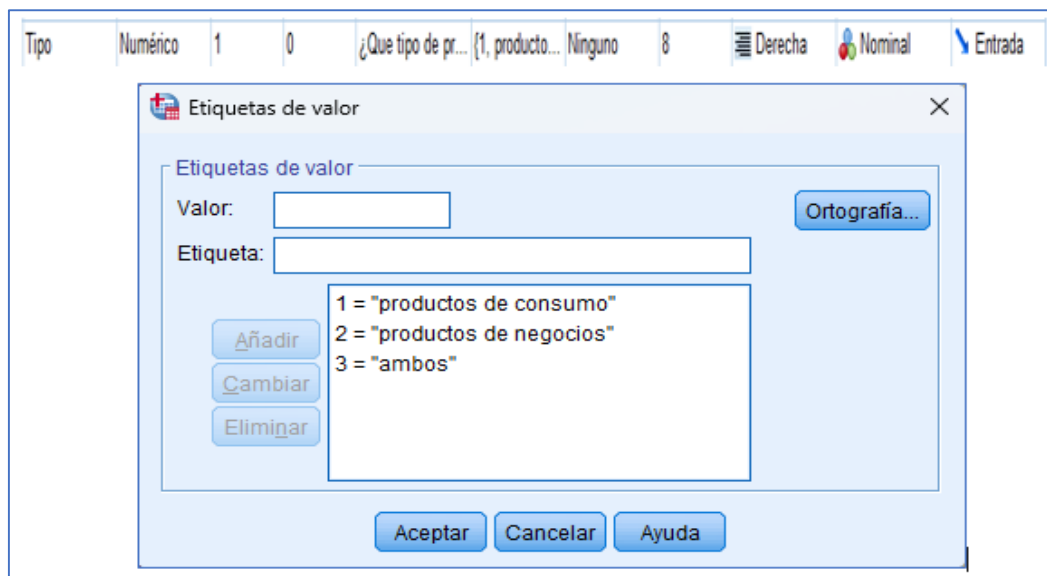 Tipo Numérico 1 0 ¿Que tipo de pr... {1, producto... Ninguno 8 Derecha Nominal Entrada
Etiquetas de valor
Etiquetas de valor
Valor:
Ortografía...
Etiqueta:
1 = "productos de consumo"
2 = "productos de negocios"
3 = "ambos"
Añadir
Cambiar
Eliminar
Aceptar Cancelar Ayuda